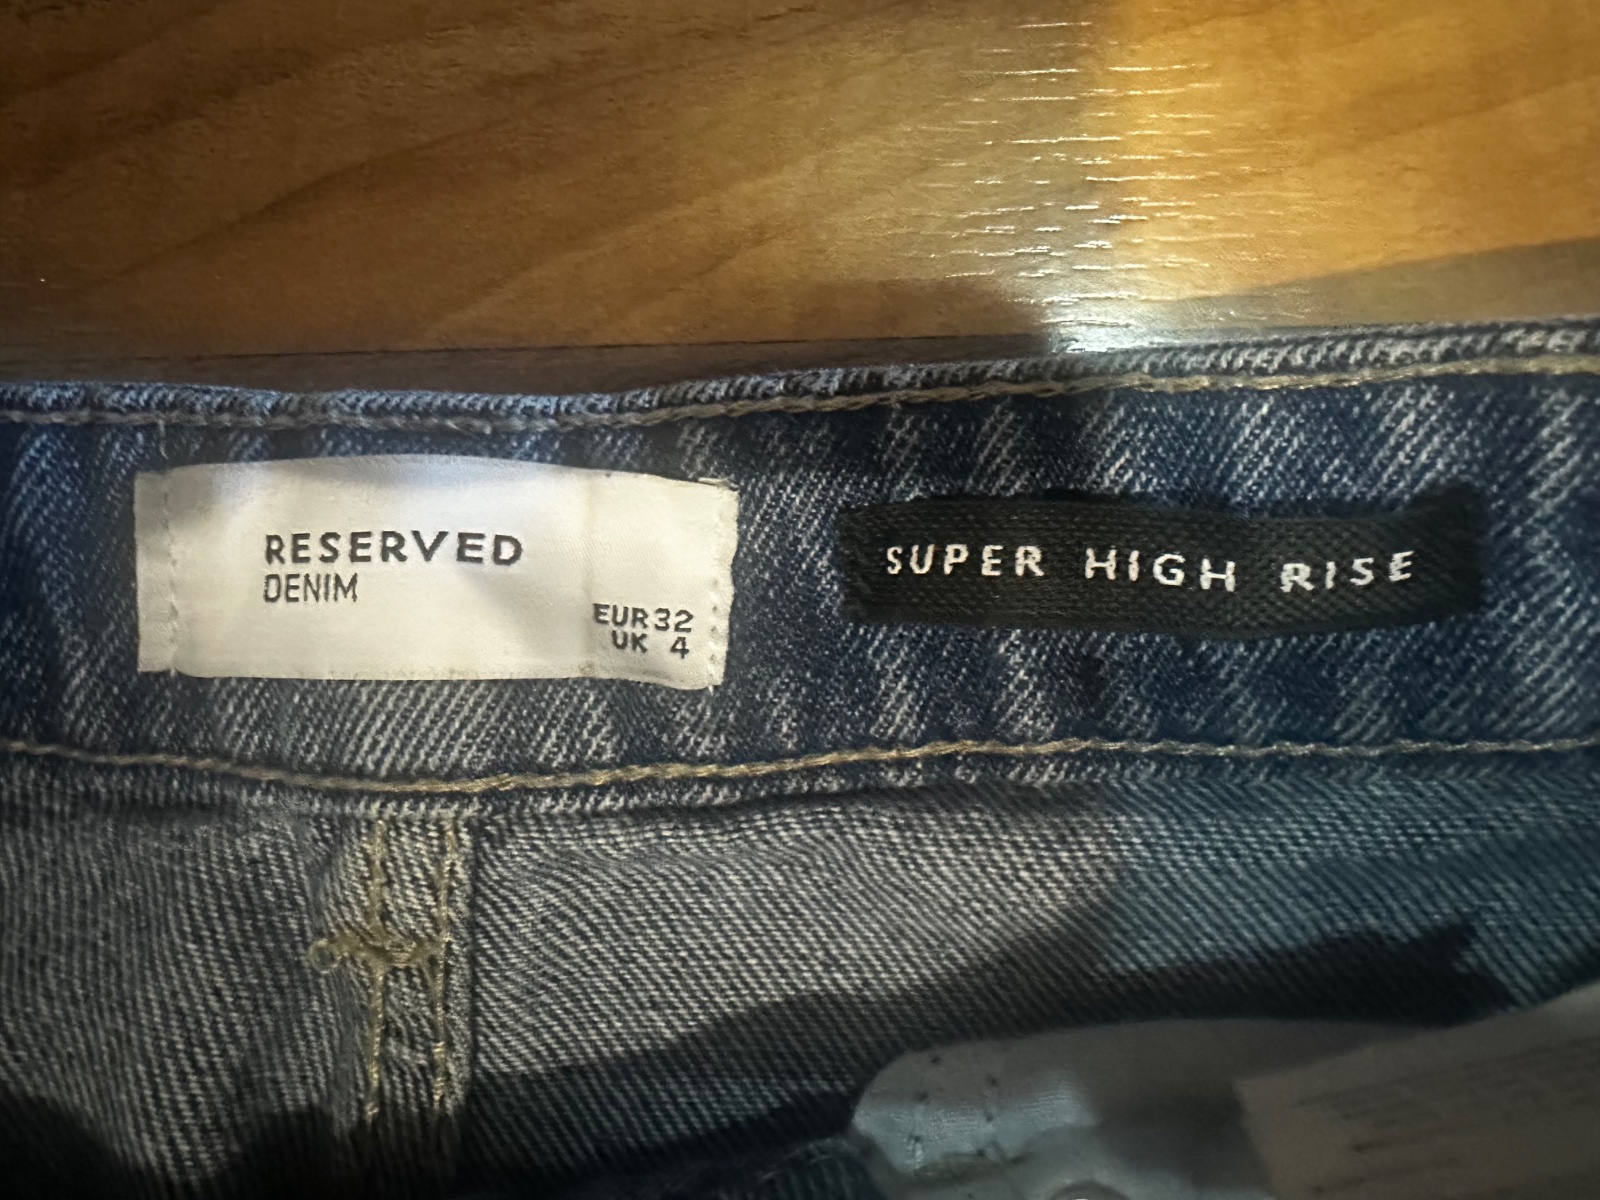 RESERVED
DENIM
EUR 32
UK 4
SUPER HIGH RISE